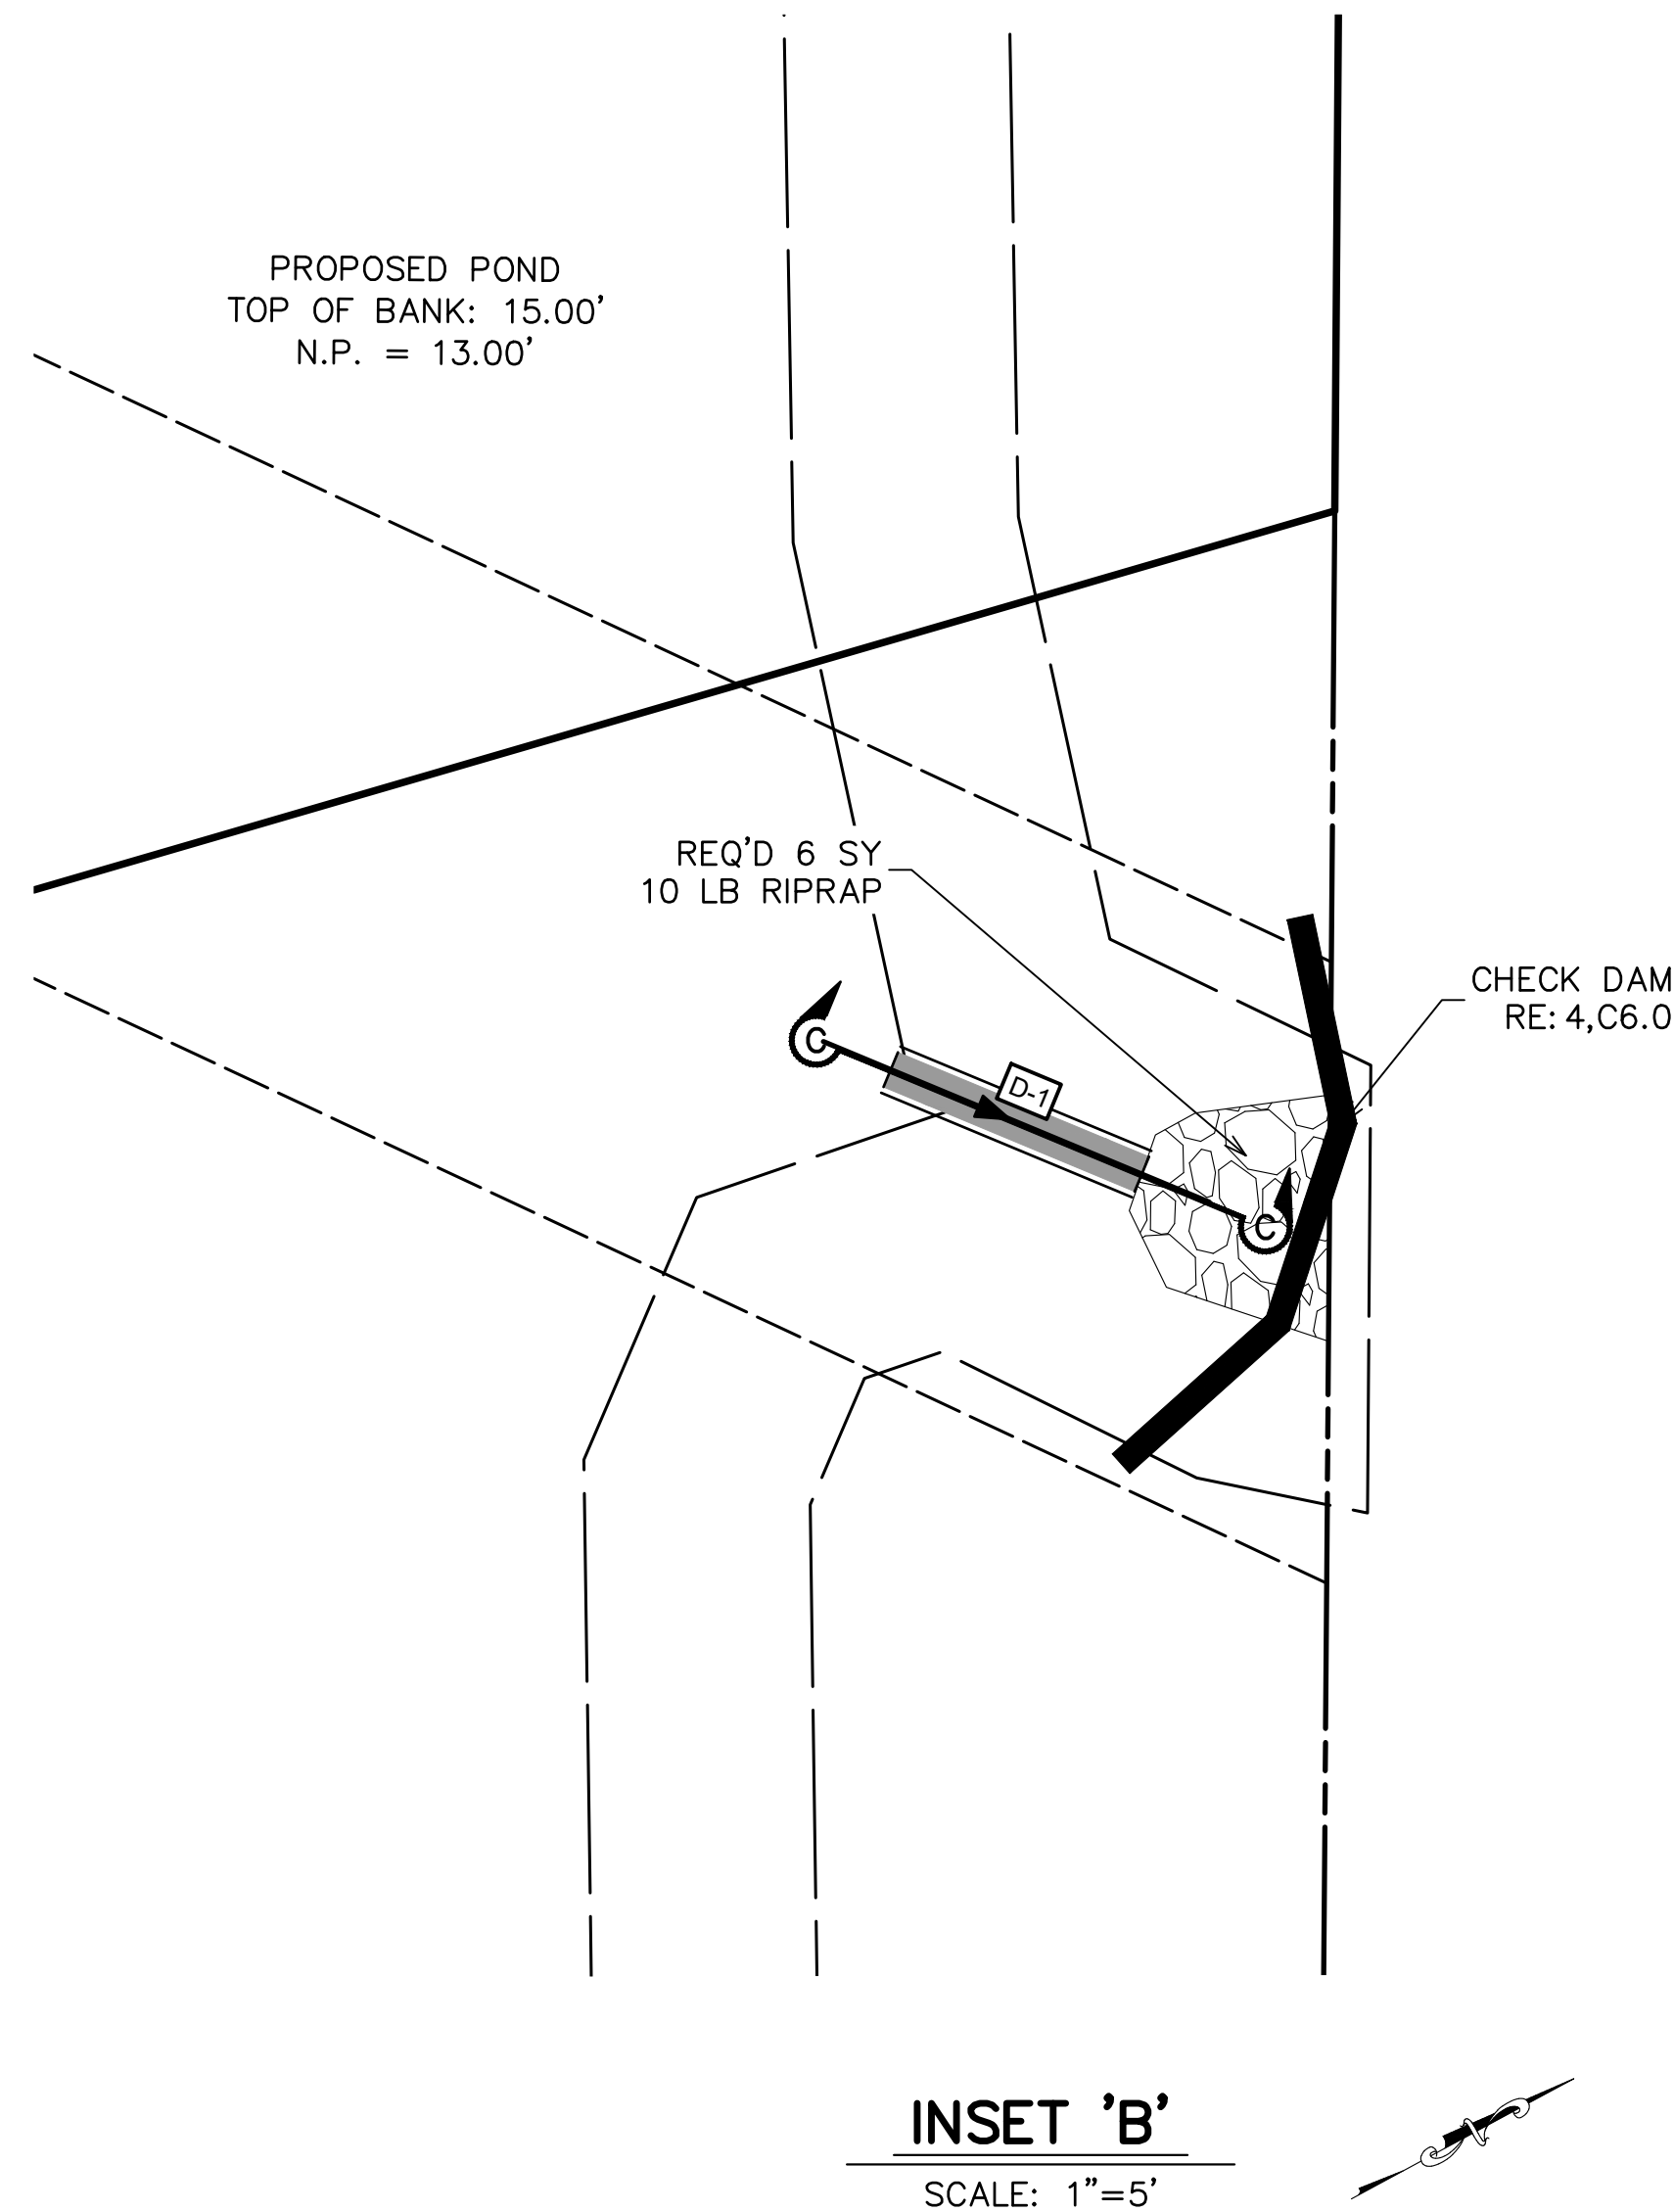 PROPOSED POND
TOP OF BANK: 15.00'
N.P. = 13.00'
REQ'D 6 SY
10 LB RIPRAP
CHECK DAM
RE: 4,C6.0
C
D-1
C
INSET 'B'
SCALE: 1"=5'
N